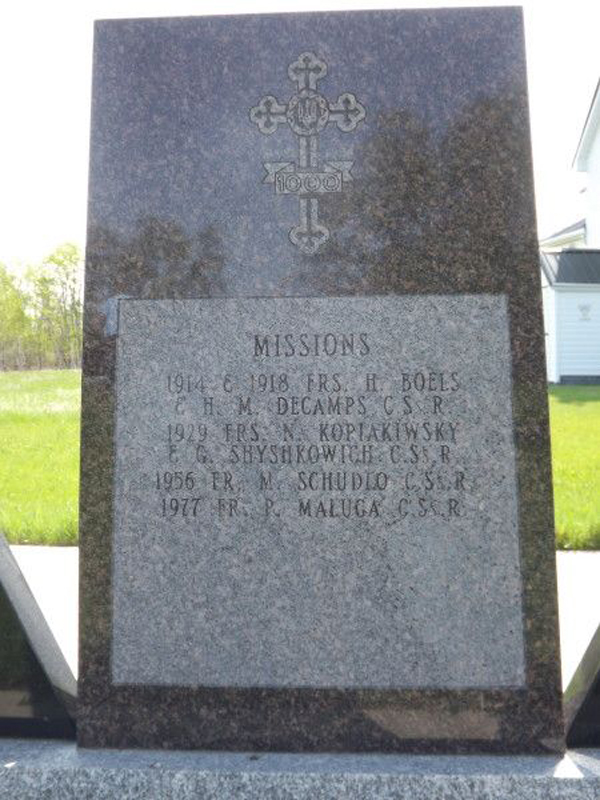 1000
MISSIONS
1914 & 1918 FRS. H. BOELS
& H. M. DECAMPS C.S.R.
1929 FRS. N. KOPIAKIWSKY
& G. SHYSHKOWICH C.Ss.R.
1956 FR. M. SCHUDLO C.Ss.R.
1977 FR. P. MALUGA C.Ss.R.